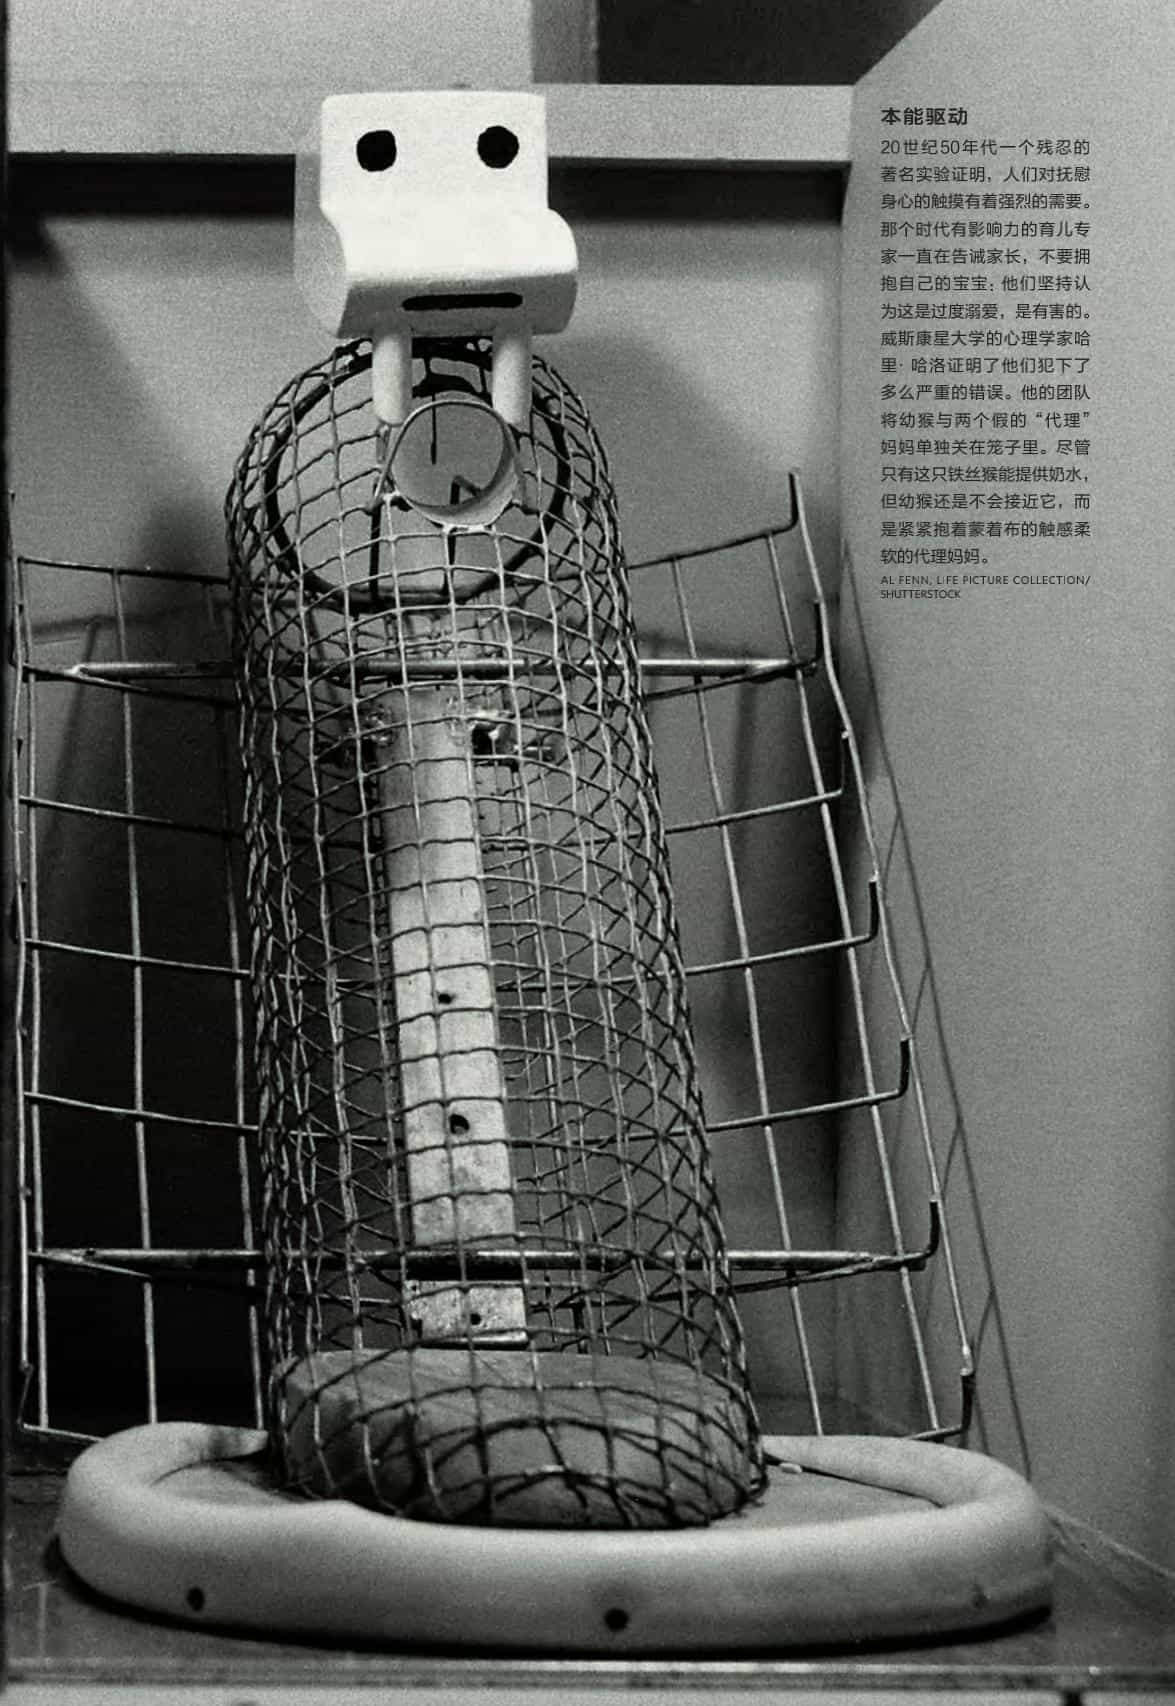 本能驱动
20世纪50年代一个残忍的
著名实验证明，人们对抚慰
身心的触摸有着强烈的需要。
那个时代有影响力的育儿专
家一直在告诫家长，不要拥
抱自己的宝宝；他们坚持认
为这是过度溺爱，是有害的。
威斯康星大学的心理学家哈
里·哈洛证明了他们犯下了
多么严重的错误。他的团队
将幼猴与两个假的“代理”
妈妈单独关在笼子里。尽管
只有这只铁丝猴能提供奶水，
但幼猴还是不会接近它，而
是紧紧抱着蒙着布的触感柔
软的代理妈妈。
AL FENN, LIFE PICTURE COLLECTION/
SHUTTERSTOCK